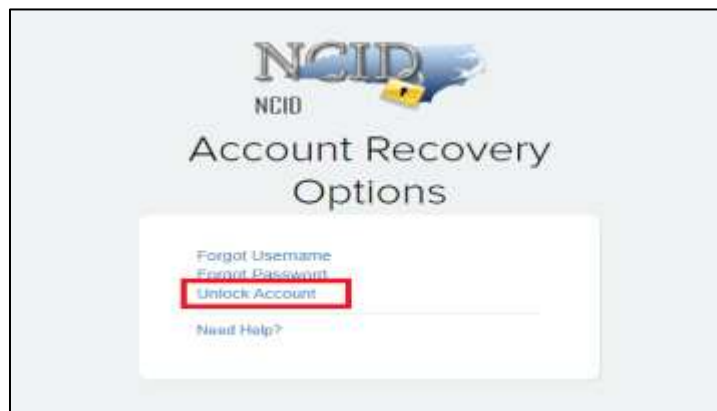 NCID
NCID
Account Recovery
Options
Forgot Username
Forgot Password
Unlock Account
Need Help?